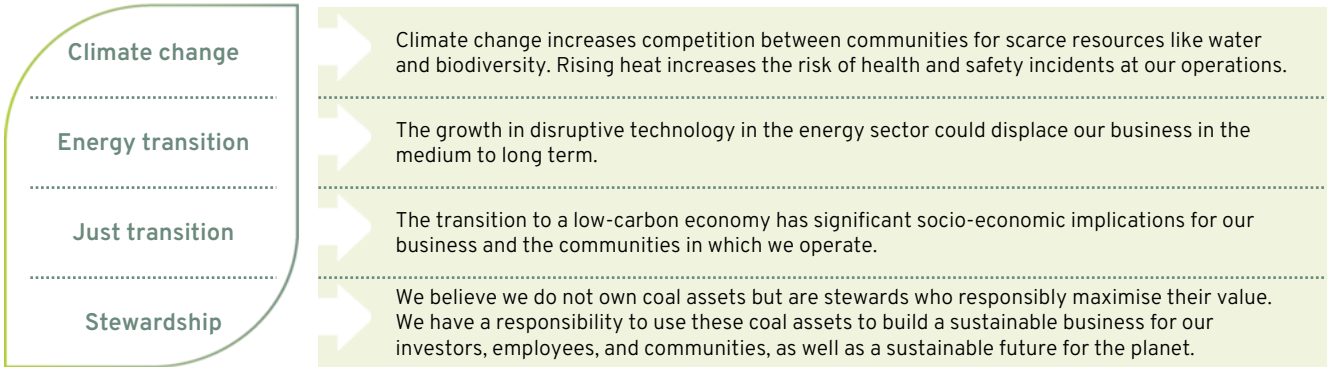 Climate change
Climate change increases competition between communities for scarce resources like water
and biodiversity. Rising heat increases the risk of health and safety incidents at our operations.
Energy transition
The growth in disruptive technology in the energy sector could displace our business in the
medium to long term.
Just transition
The transition to a low-carbon economy has significant socio-economic implications for our
business and the communities in which we operate.
Stewardship
We believe we do not own coal assets but are stewards who responsibly maximise their value.
We have a responsibility to use these coal assets to build a sustainable business for our
investors, employees, and communities, as well as a sustainable future for the planet.